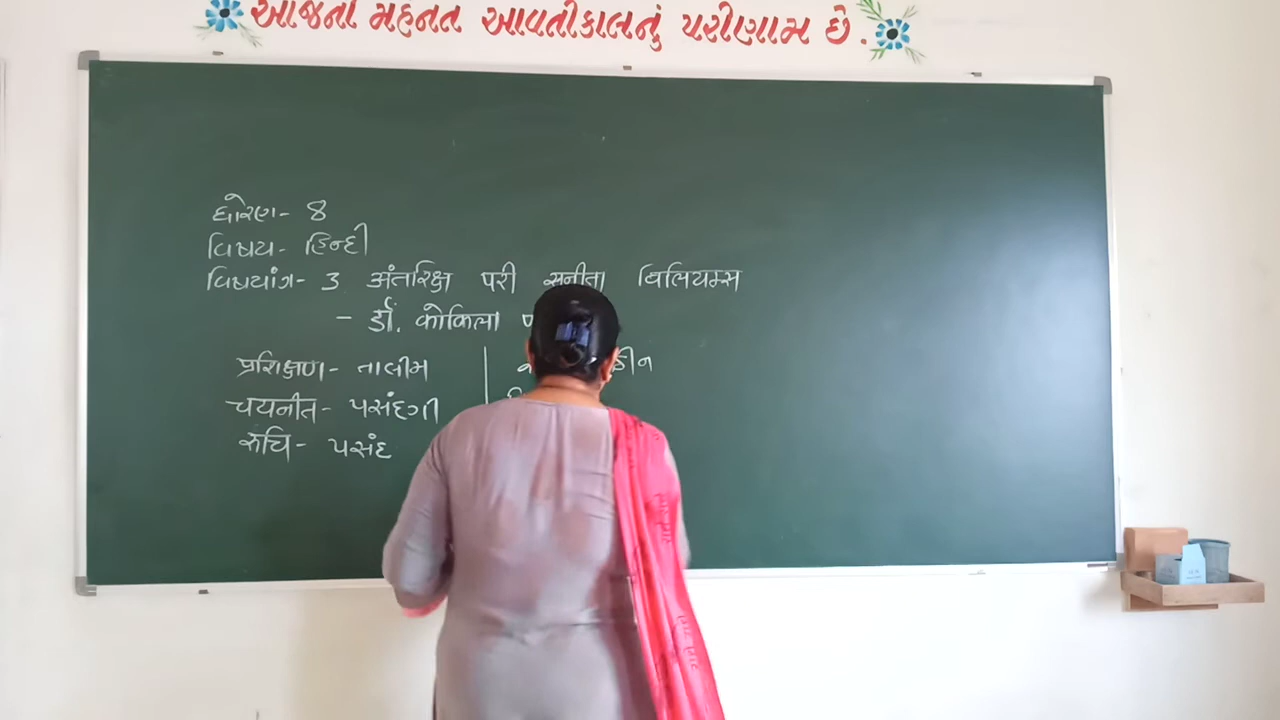 આજની મહેનત આવતીકાલનું પરીણામ છે.
ધોરણ- 8
વિષય- हिन्दी
વિષયાંગ- 3 अंतरिक्ष परी सुनीता विलियम्स
- डॉ. कोकिला
प्रशिक्षण- તાલીમ
चयनीत- પસંદગી
रुचि- પસંદ